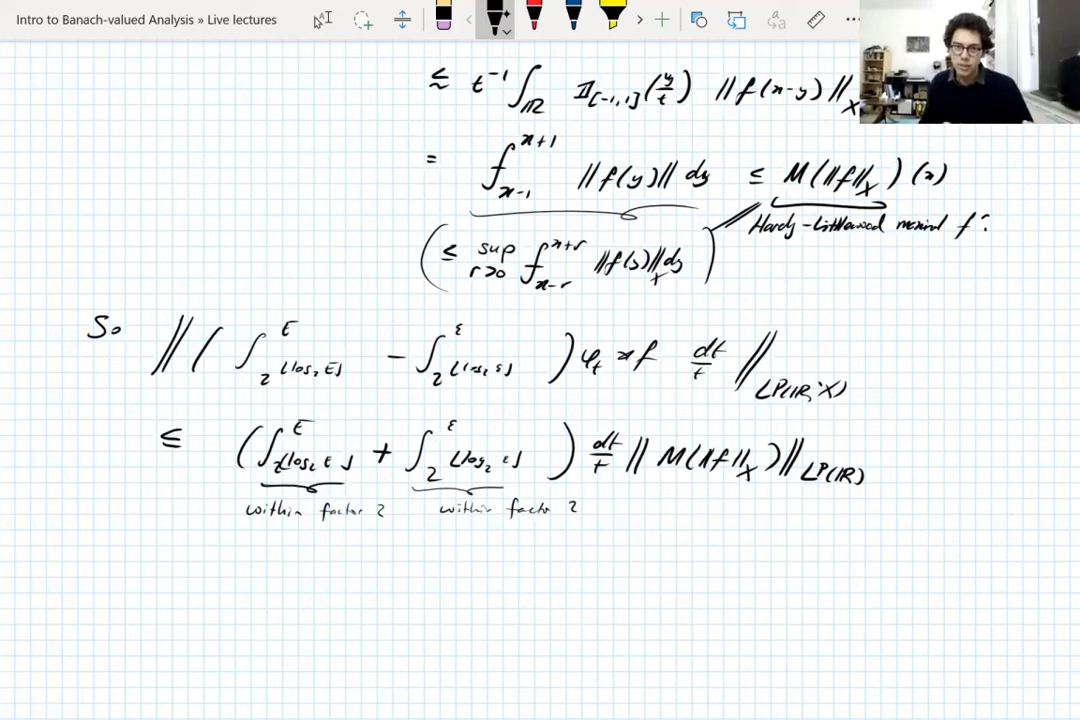 Intro to Banach-valued Analysis » Live lectures
≲ t⁻¹ ∫_ℝ 𝟙_[-1,1](y/t) ‖f(x-y)‖_X
= ⨍_{x-1}^{x+1} ‖f(y)‖ dy ≤ M(‖f‖_X)(x)
Hardy-Littlewood maximal f:
( ≤ sup_{r>0} ⨍_{x-r}^{x+r} ‖f(y)‖_X dy )
So ‖( ∫_{2^{⌊log₂ E⌋}}^{E} - ∫_{2^{⌊log₂ ε⌋}}^{ε} ) φ_t * f dt/t ‖_{L^p(ℝ;X)}
≤ ( ∫_{2^{⌊log₂ E⌋}}^{E} + ∫_{2^{⌊log₂ ε⌋}}^{ε} ) dt/t ‖ M(‖f‖_X) ‖_{L^p(ℝ)}
within factor 2 within factor 2